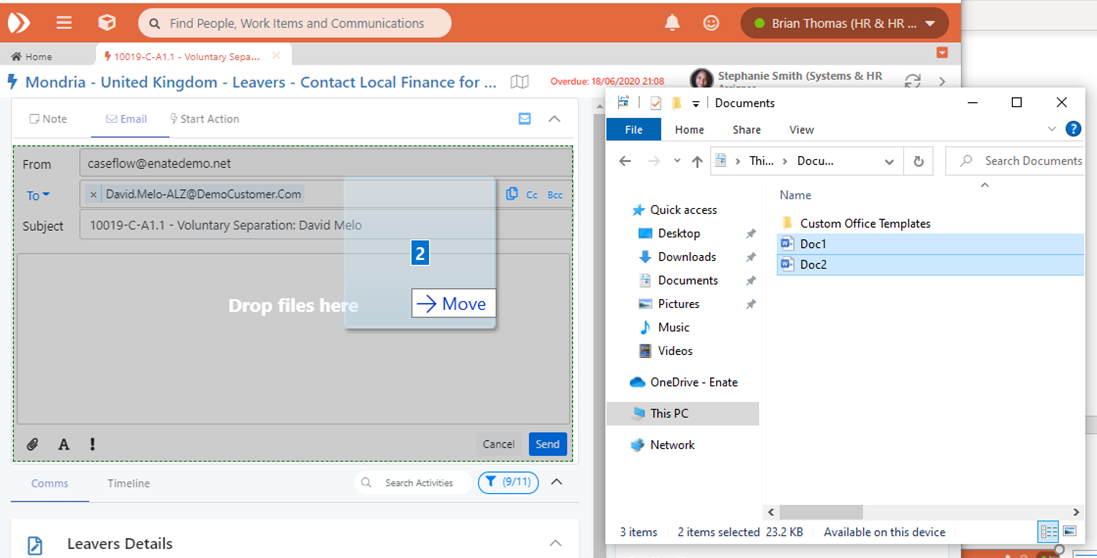 Find People, Work Items and Communications
Brian Thomas (HR & HR ...
Home
10019-C-A1.1 - Voluntary Sepa...
Mondria - United Kingdom - Leavers - Contact Local Finance for ...
Overdue: 18/06/2020 21:08
Stephanie Smith (Systems & HR
Note
Email
Start Action
From
caseflow@enatedemo.net
To
× David.Melo-ALZ@DemoCustomer.Com
Cc
Bcc
Subject
10019-C-A1.1 - Voluntary Separation: David Melo
2
Drop files here
Move
Cancel
Send
Comms
Timeline
Search Activities
(9/11)
Leavers Details
Documents
File
Home
Share
View
Thi...
Docu...
Search Documents
Name
Quick access
Desktop
Downloads
Documents
Pictures
Music
Videos
OneDrive - Enate
This PC
Network
Custom Office Templates
Doc1
Doc2
3 items
2 items selected 23.2 KB
Available on this device